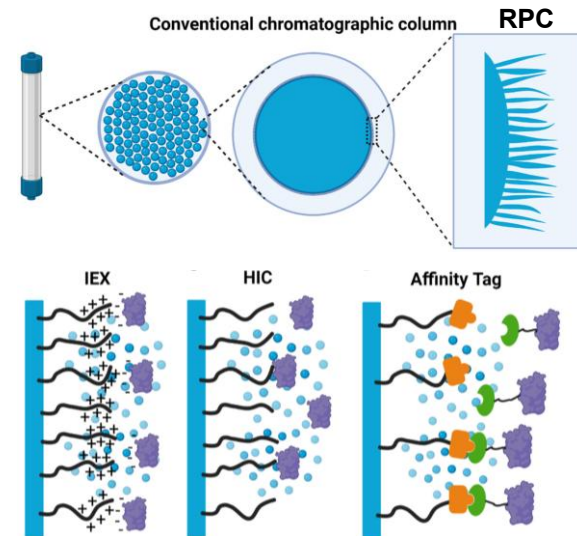 Conventional chromatographic column
RPC
IEX
HIC
Affinity Tag